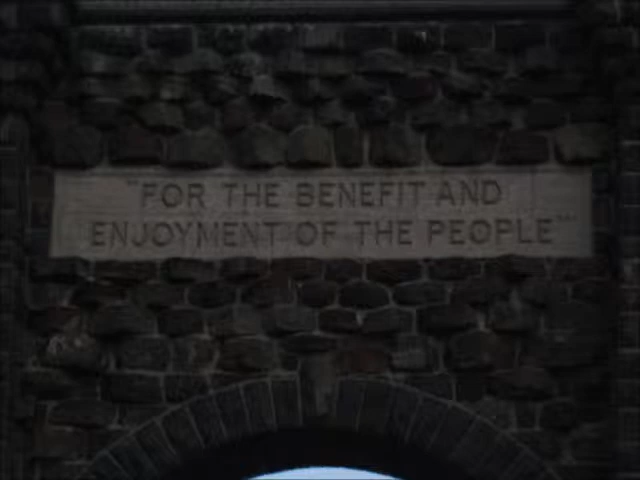 "FOR THE BENEFIT AND
ENJOYMENT OF THE PEOPLE"